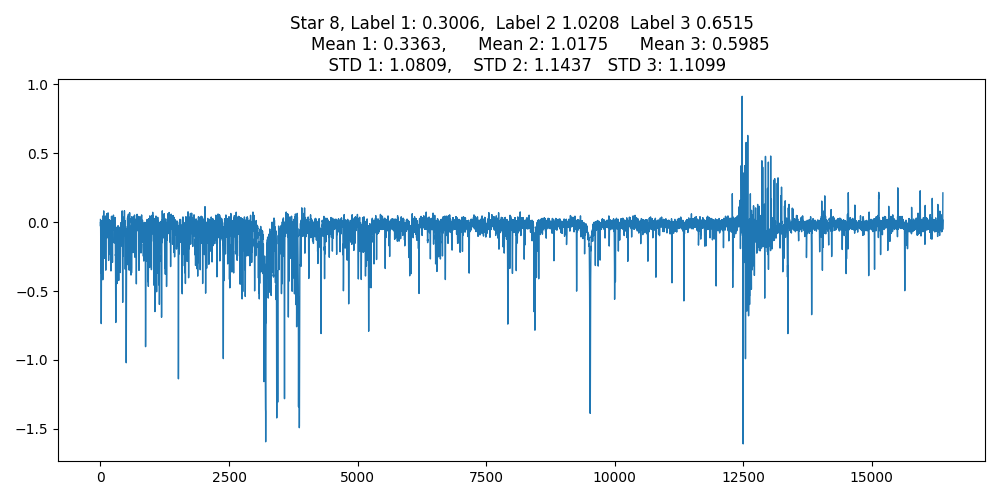 Star 8, Label 1: 0.3006,  Label 2 1.0208  Label 3 0.6515
Mean 1: 0.3363,      Mean 2: 1.0175      Mean 3: 0.5985
STD 1: 1.0809,    STD 2: 1.1437   STD 3: 1.1099
1.0
0.5
0.0
−0.5
−1.0
−1.5
0 2500 5000 7500 10000 12500 15000